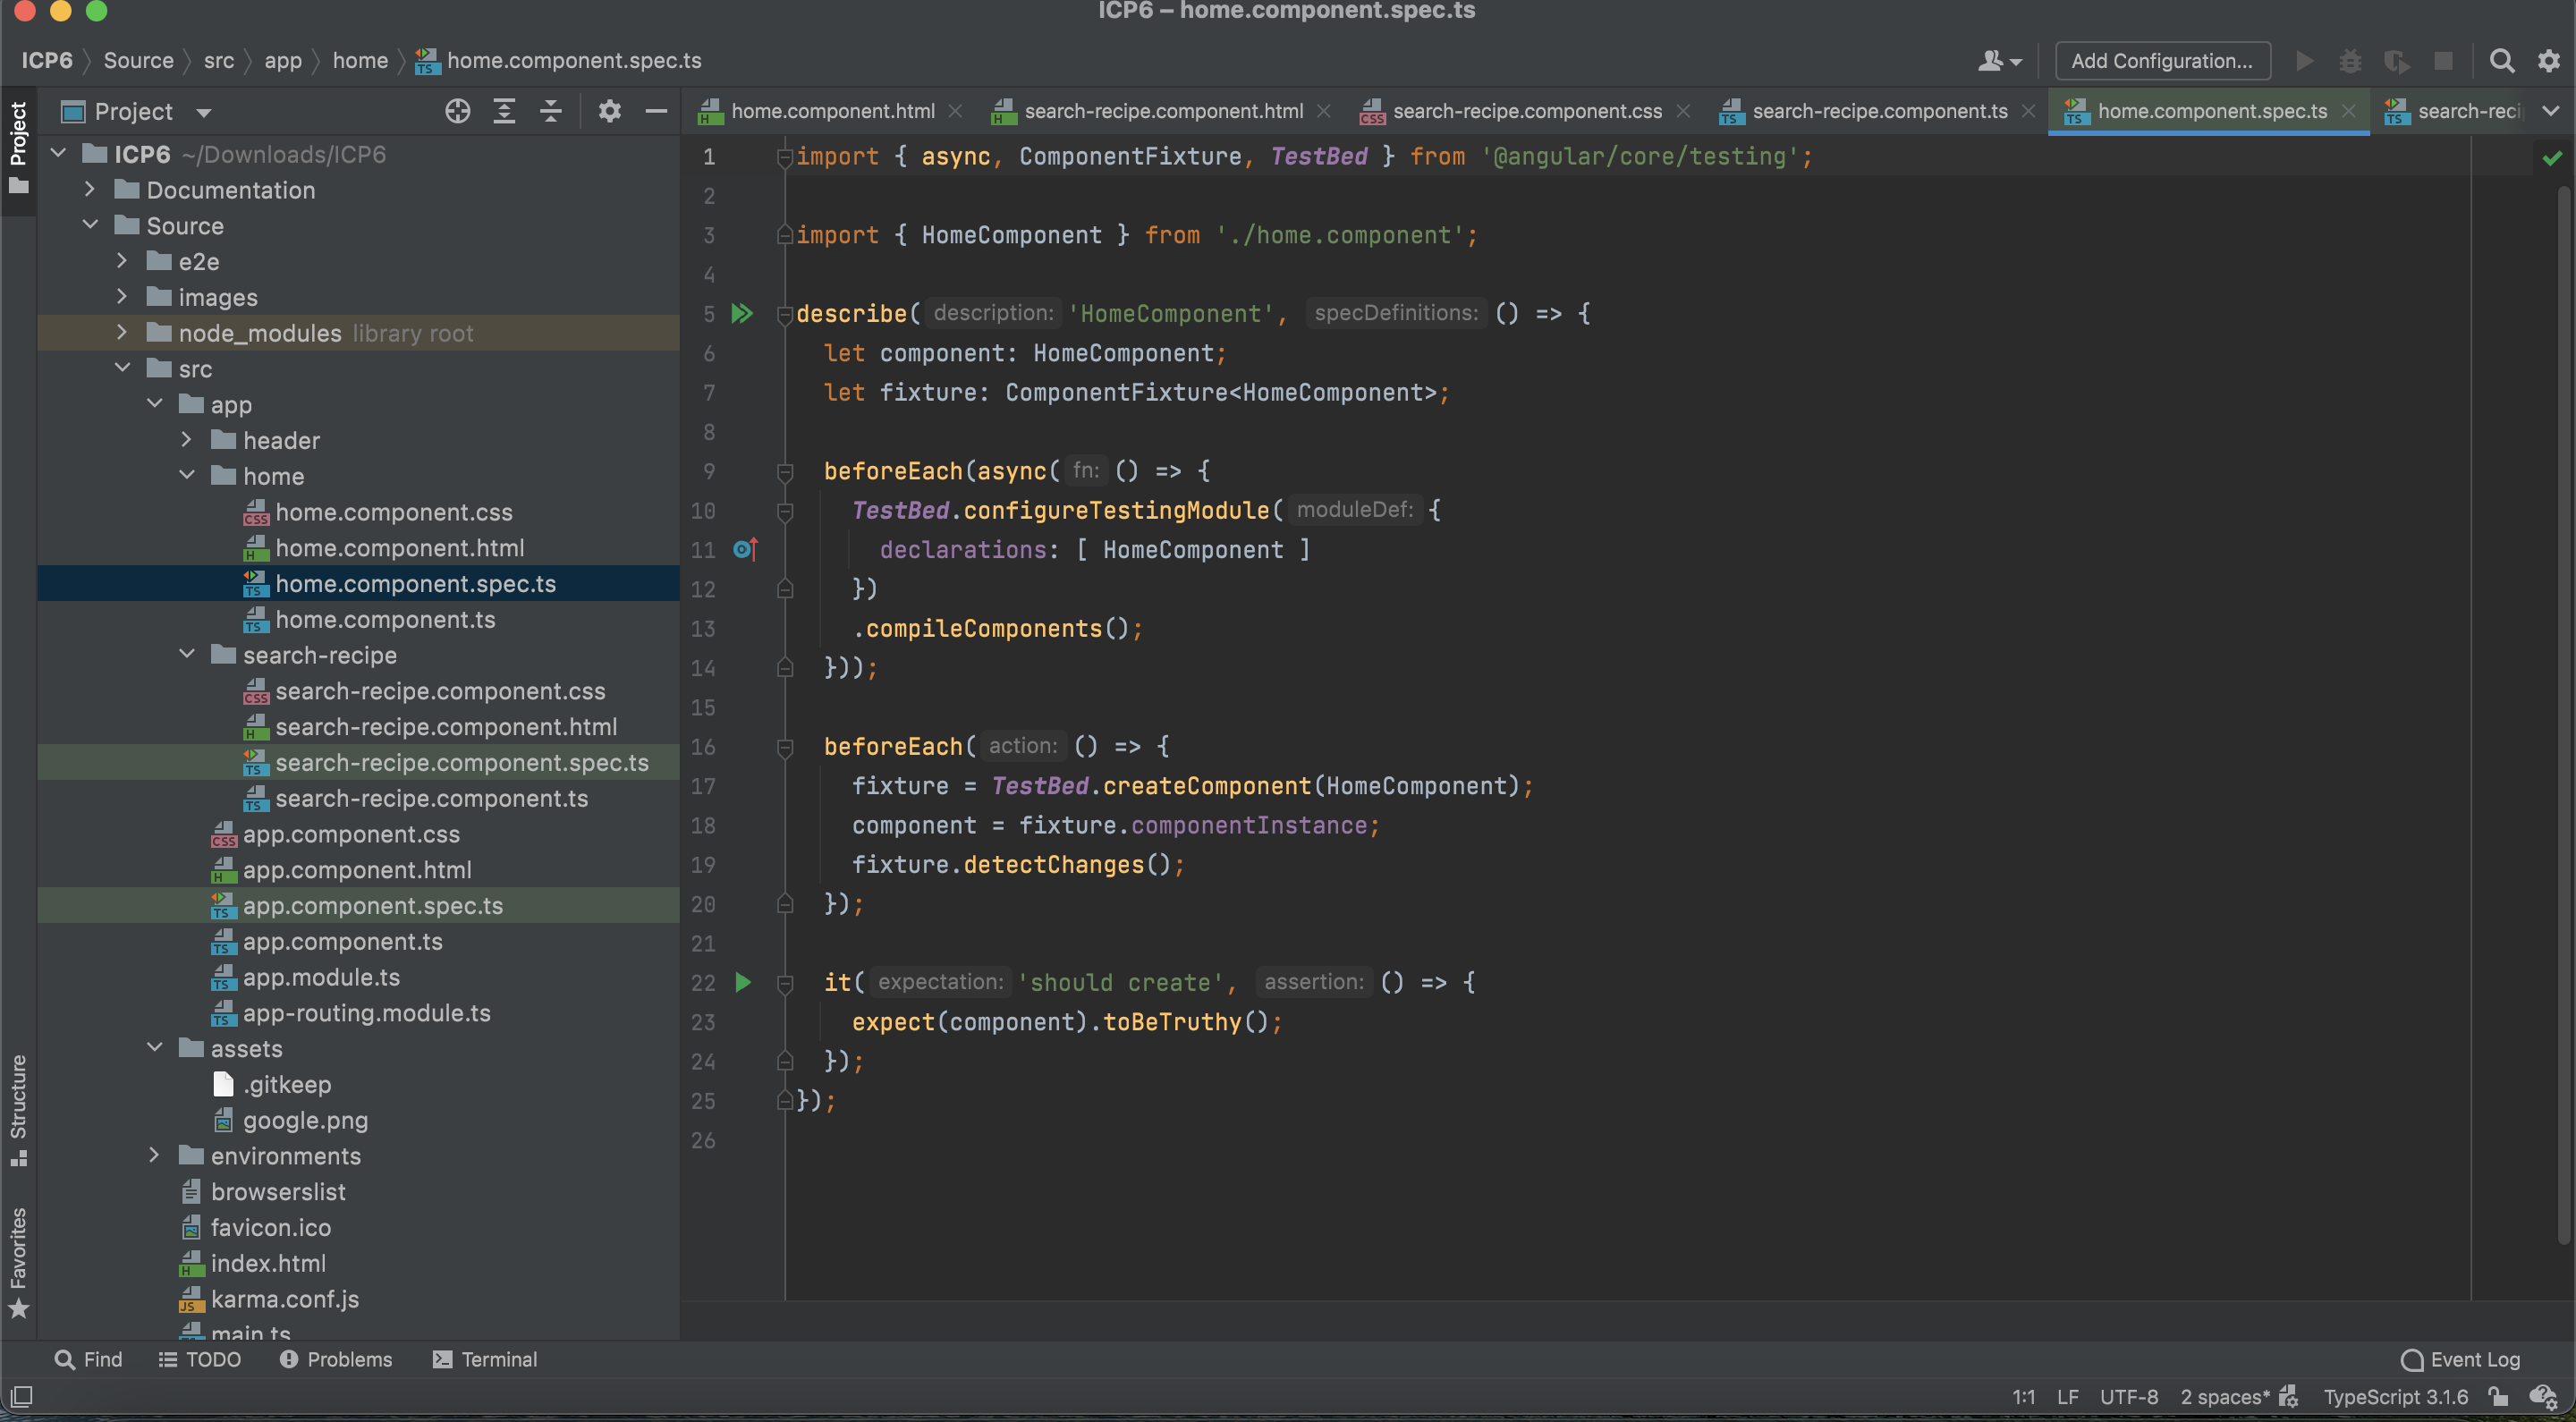 ICP6 – home.component.spec.ts
ICP6 Source src app home home.component.spec.ts
Add Configuration...
Project
Project
home.component.html
search-recipe.component.html
search-recipe.component.css
search-recipe.component.ts
home.component.spec.ts
search-reci
ICP6 ~/Downloads/ICP6
Documentation
Source
e2e
images
node_modules library root
src
app
header
home
home.component.css
home.component.html
home.component.spec.ts
home.component.ts
search-recipe
search-recipe.component.css
search-recipe.component.html
search-recipe.component.spec.ts
search-recipe.component.ts
app.component.css
app.component.html
app.component.spec.ts
app.component.ts
app.module.ts
app-routing.module.ts
assets
.gitkeep
google.png
environments
browserslist
favicon.ico
index.html
karma.conf.js
main.ts
Structure
Favorites
1 import { async, ComponentFixture, TestBed } from '@angular/core/testing';
2
3 import { HomeComponent } from './home.component';
4
5 describe( description: 'HomeComponent', specDefinitions: () => {
6 let component: HomeComponent;
7 let fixture: ComponentFixture<HomeComponent>;
8
9 beforeEach(async( fn: () => {
10 TestBed.configureTestingModule( moduleDef: {
11 declarations: [ HomeComponent ]
12 })
13 .compileComponents();
14 }));
15
16 beforeEach( action: () => {
17 fixture = TestBed.createComponent(HomeComponent);
18 component = fixture.componentInstance;
19 fixture.detectChanges();
20 });
21
22 it( expectation: 'should create', assertion: () => {
23 expect(component).toBeTruthy();
24 });
25 });
26
Find TODO Problems Terminal
Event Log
1:1 LF UTF-8 2 spaces* TypeScript 3.1.6